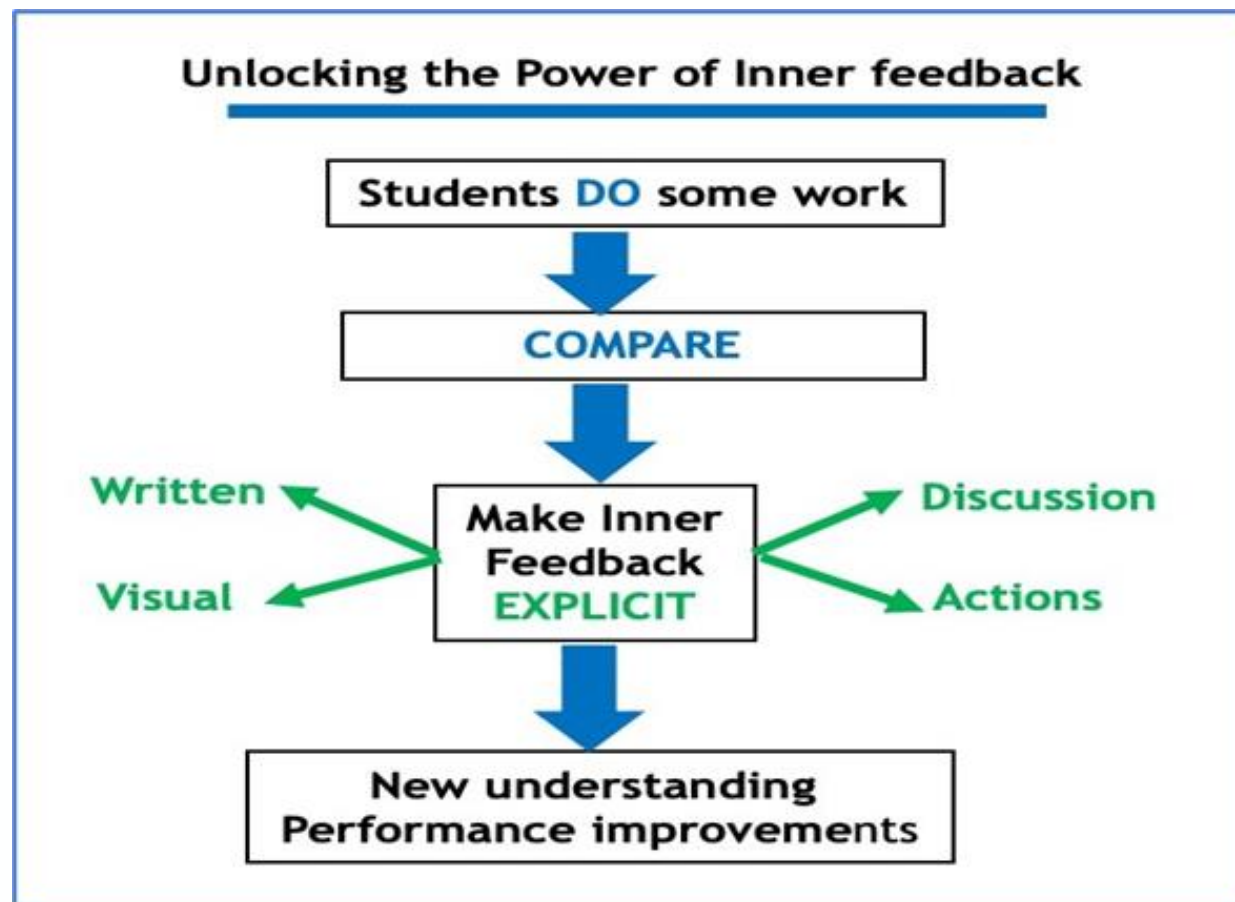 Unlocking the Power of Inner feedback
Students DO some work
COMPARE
Written
Visual
Make Inner
Feedback
EXPLICIT
Discussion
Actions
New understanding
Performance improvements